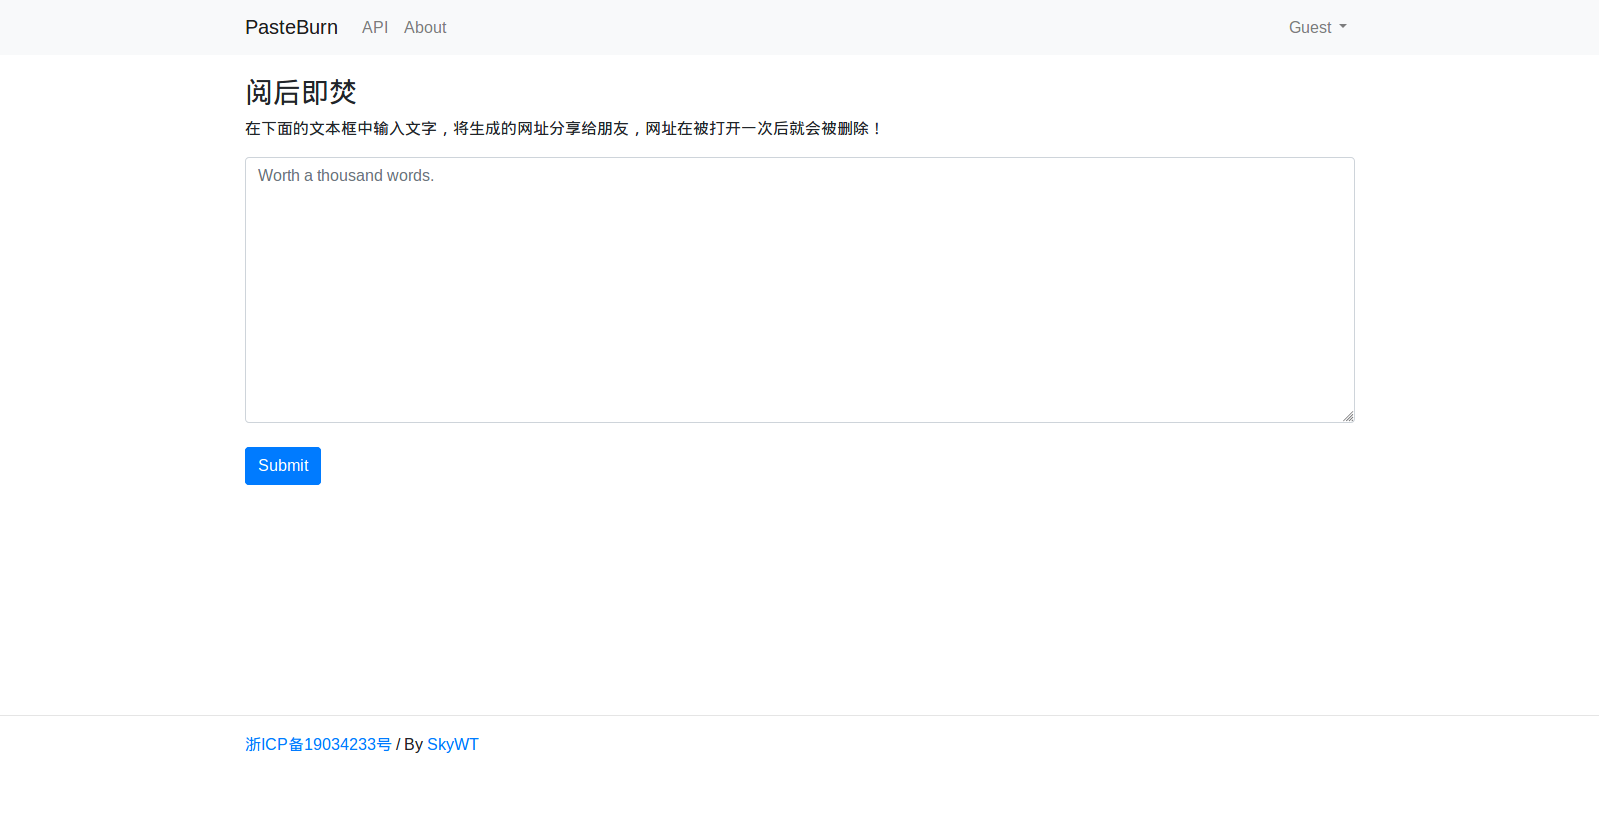 PasteBurn API About Guest
阅后即焚
在下面的文本框中输入文字，将生成的网址分享给朋友，网址在被打开一次后就会被删除！
Worth a thousand words.
Submit
浙ICP备19034233号 / By SkyWT